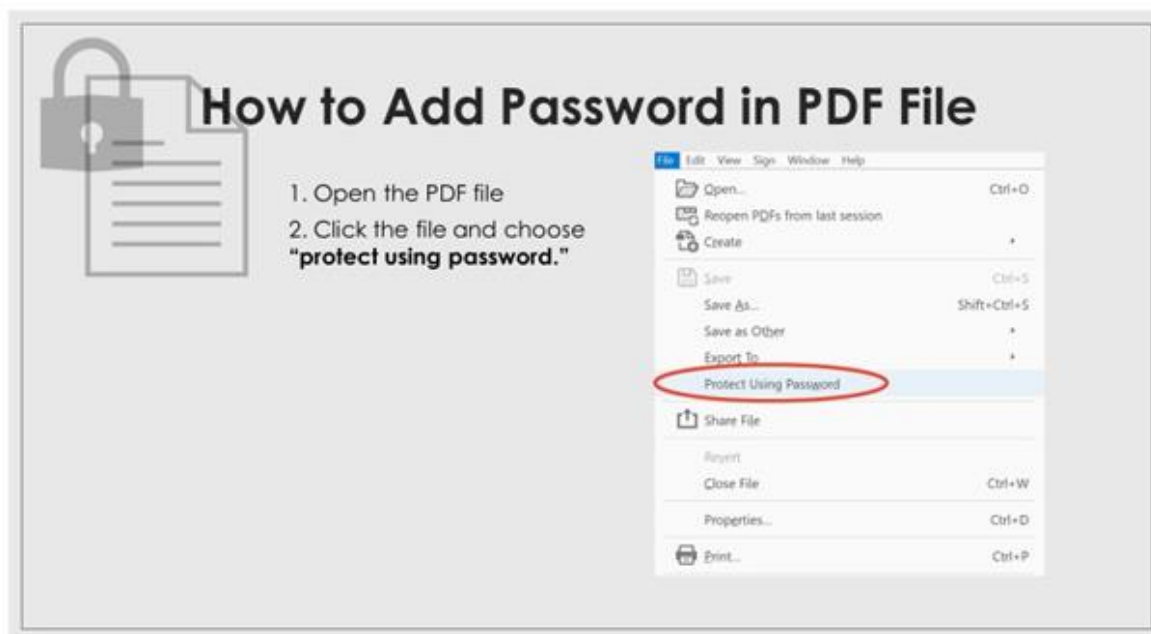 How to Add Password in PDF File
1. Open the PDF file
2. Click the file and choose
“protect using password.”
File Edit View Sign Window Help
Open... Ctrl+O
Reopen PDFs from last session
Create
Save Ctrl+S
Save As... Shift+Ctrl+S
Save as Other
Export To
Protect Using Password
Share File
Revert
Close File Ctrl+W
Properties... Ctrl+D
Print... Ctrl+P